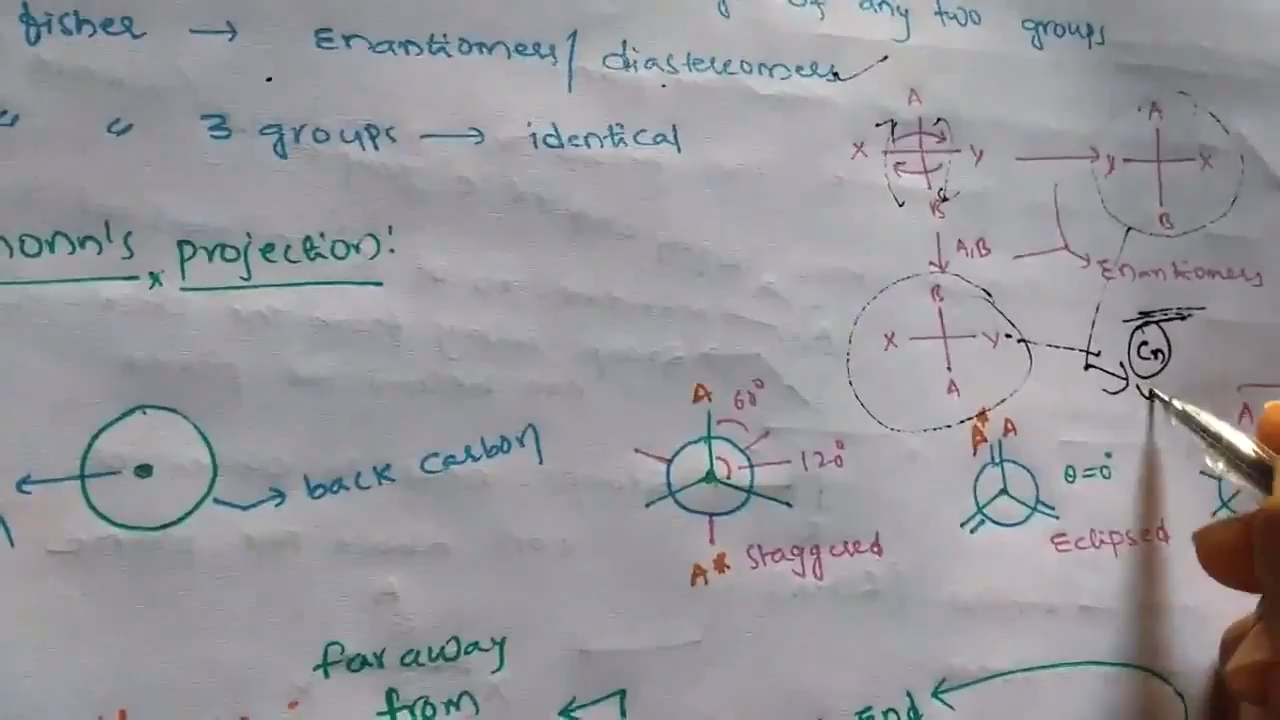 fisher → Enantiomers/diastereomers
of any two groups
" " 3 groups → identical
A
X Y
B
A
Y X
B
A,B
Enantiomers
B
X Y
A
projection:
Cn
A 60°
120°
A* Staggered
A* A
θ=0°
Eclipsed
A
back carbon
far away
from
End